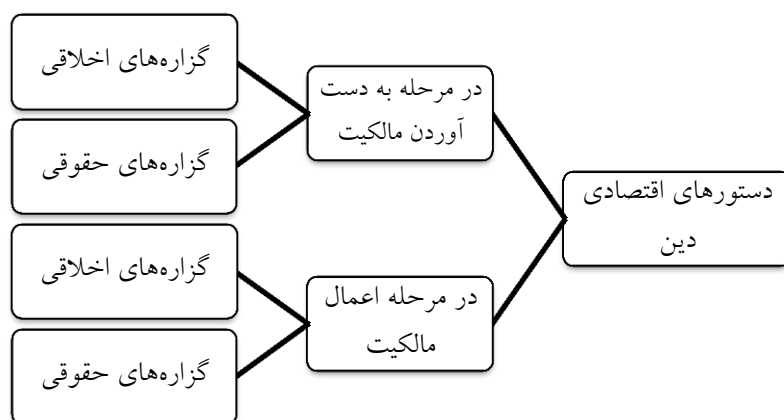 دستورهای اقتصادی
دین
در مرحله به دست
آوردن مالکیت
گزاره‌های اخلاقی
گزاره‌های حقوقی
در مرحله اعمال
مالکیت
گزاره‌های اخلاقی
گزاره‌های حقوقی